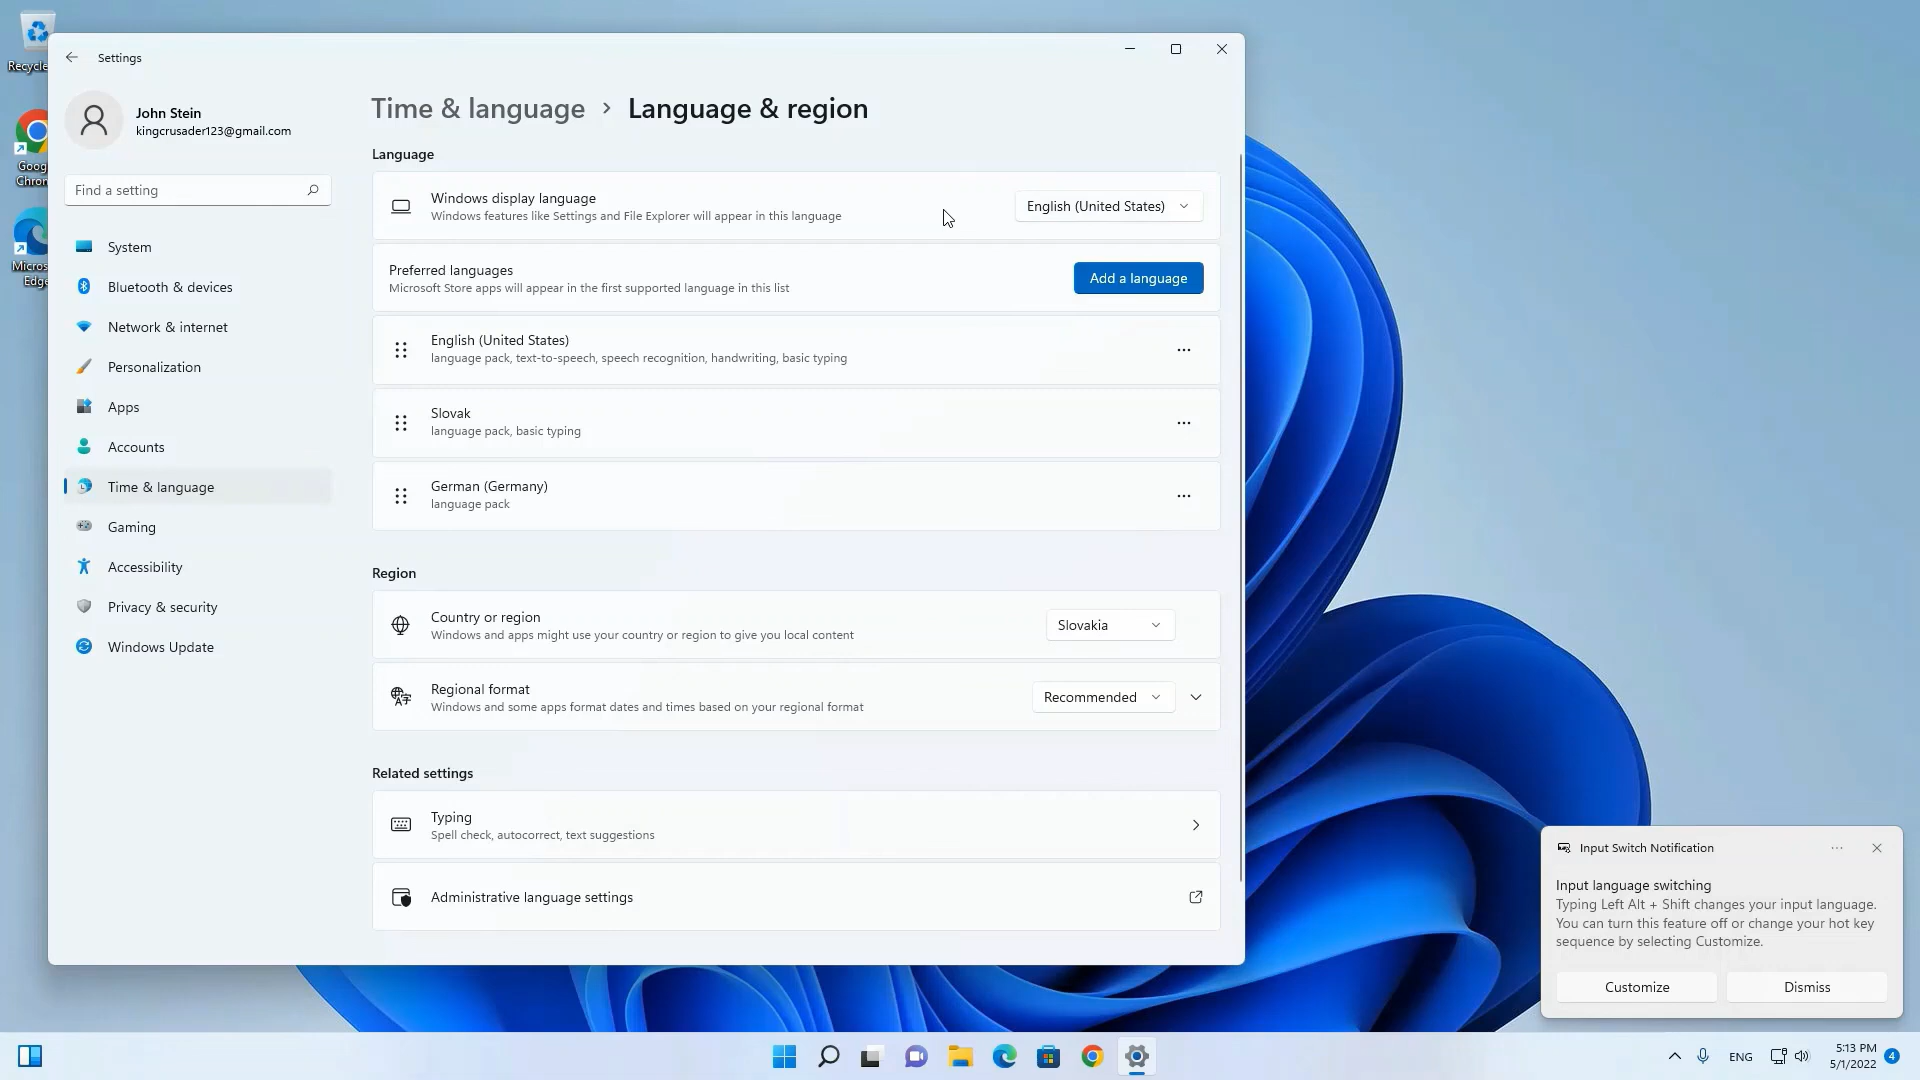 Recycle
Goog
Chron
Micros
Edge
Settings
John Stein
kingcrusader123@gmail.com
Find a setting
System
Bluetooth & devices
Network & internet
Personalization
Apps
Accounts
Time & language
Gaming
Accessibility
Privacy & security
Windows Update
Time & language > Language & region
Language
Windows display language
Windows features like Settings and File Explorer will appear in this language
English (United States)
Preferred languages
Microsoft Store apps will appear in the first supported language in this list
Add a language
English (United States)
language pack, text-to-speech, speech recognition, handwriting, basic typing
Slovak
language pack, basic typing
German (Germany)
language pack
Region
Country or region
Windows and apps might use your country or region to give you local content
Slovakia
Regional format
Windows and some apps format dates and times based on your regional format
Recommended
Related settings
Typing
Spell check, autocorrect, text suggestions
Administrative language settings
Input Switch Notification
Input language switching
Typing Left Alt + Shift changes your input language.
You can turn this feature off or change your hot key
sequence by selecting Customize.
Customize
Dismiss
ENG
5:13 PM
5/1/2022
4